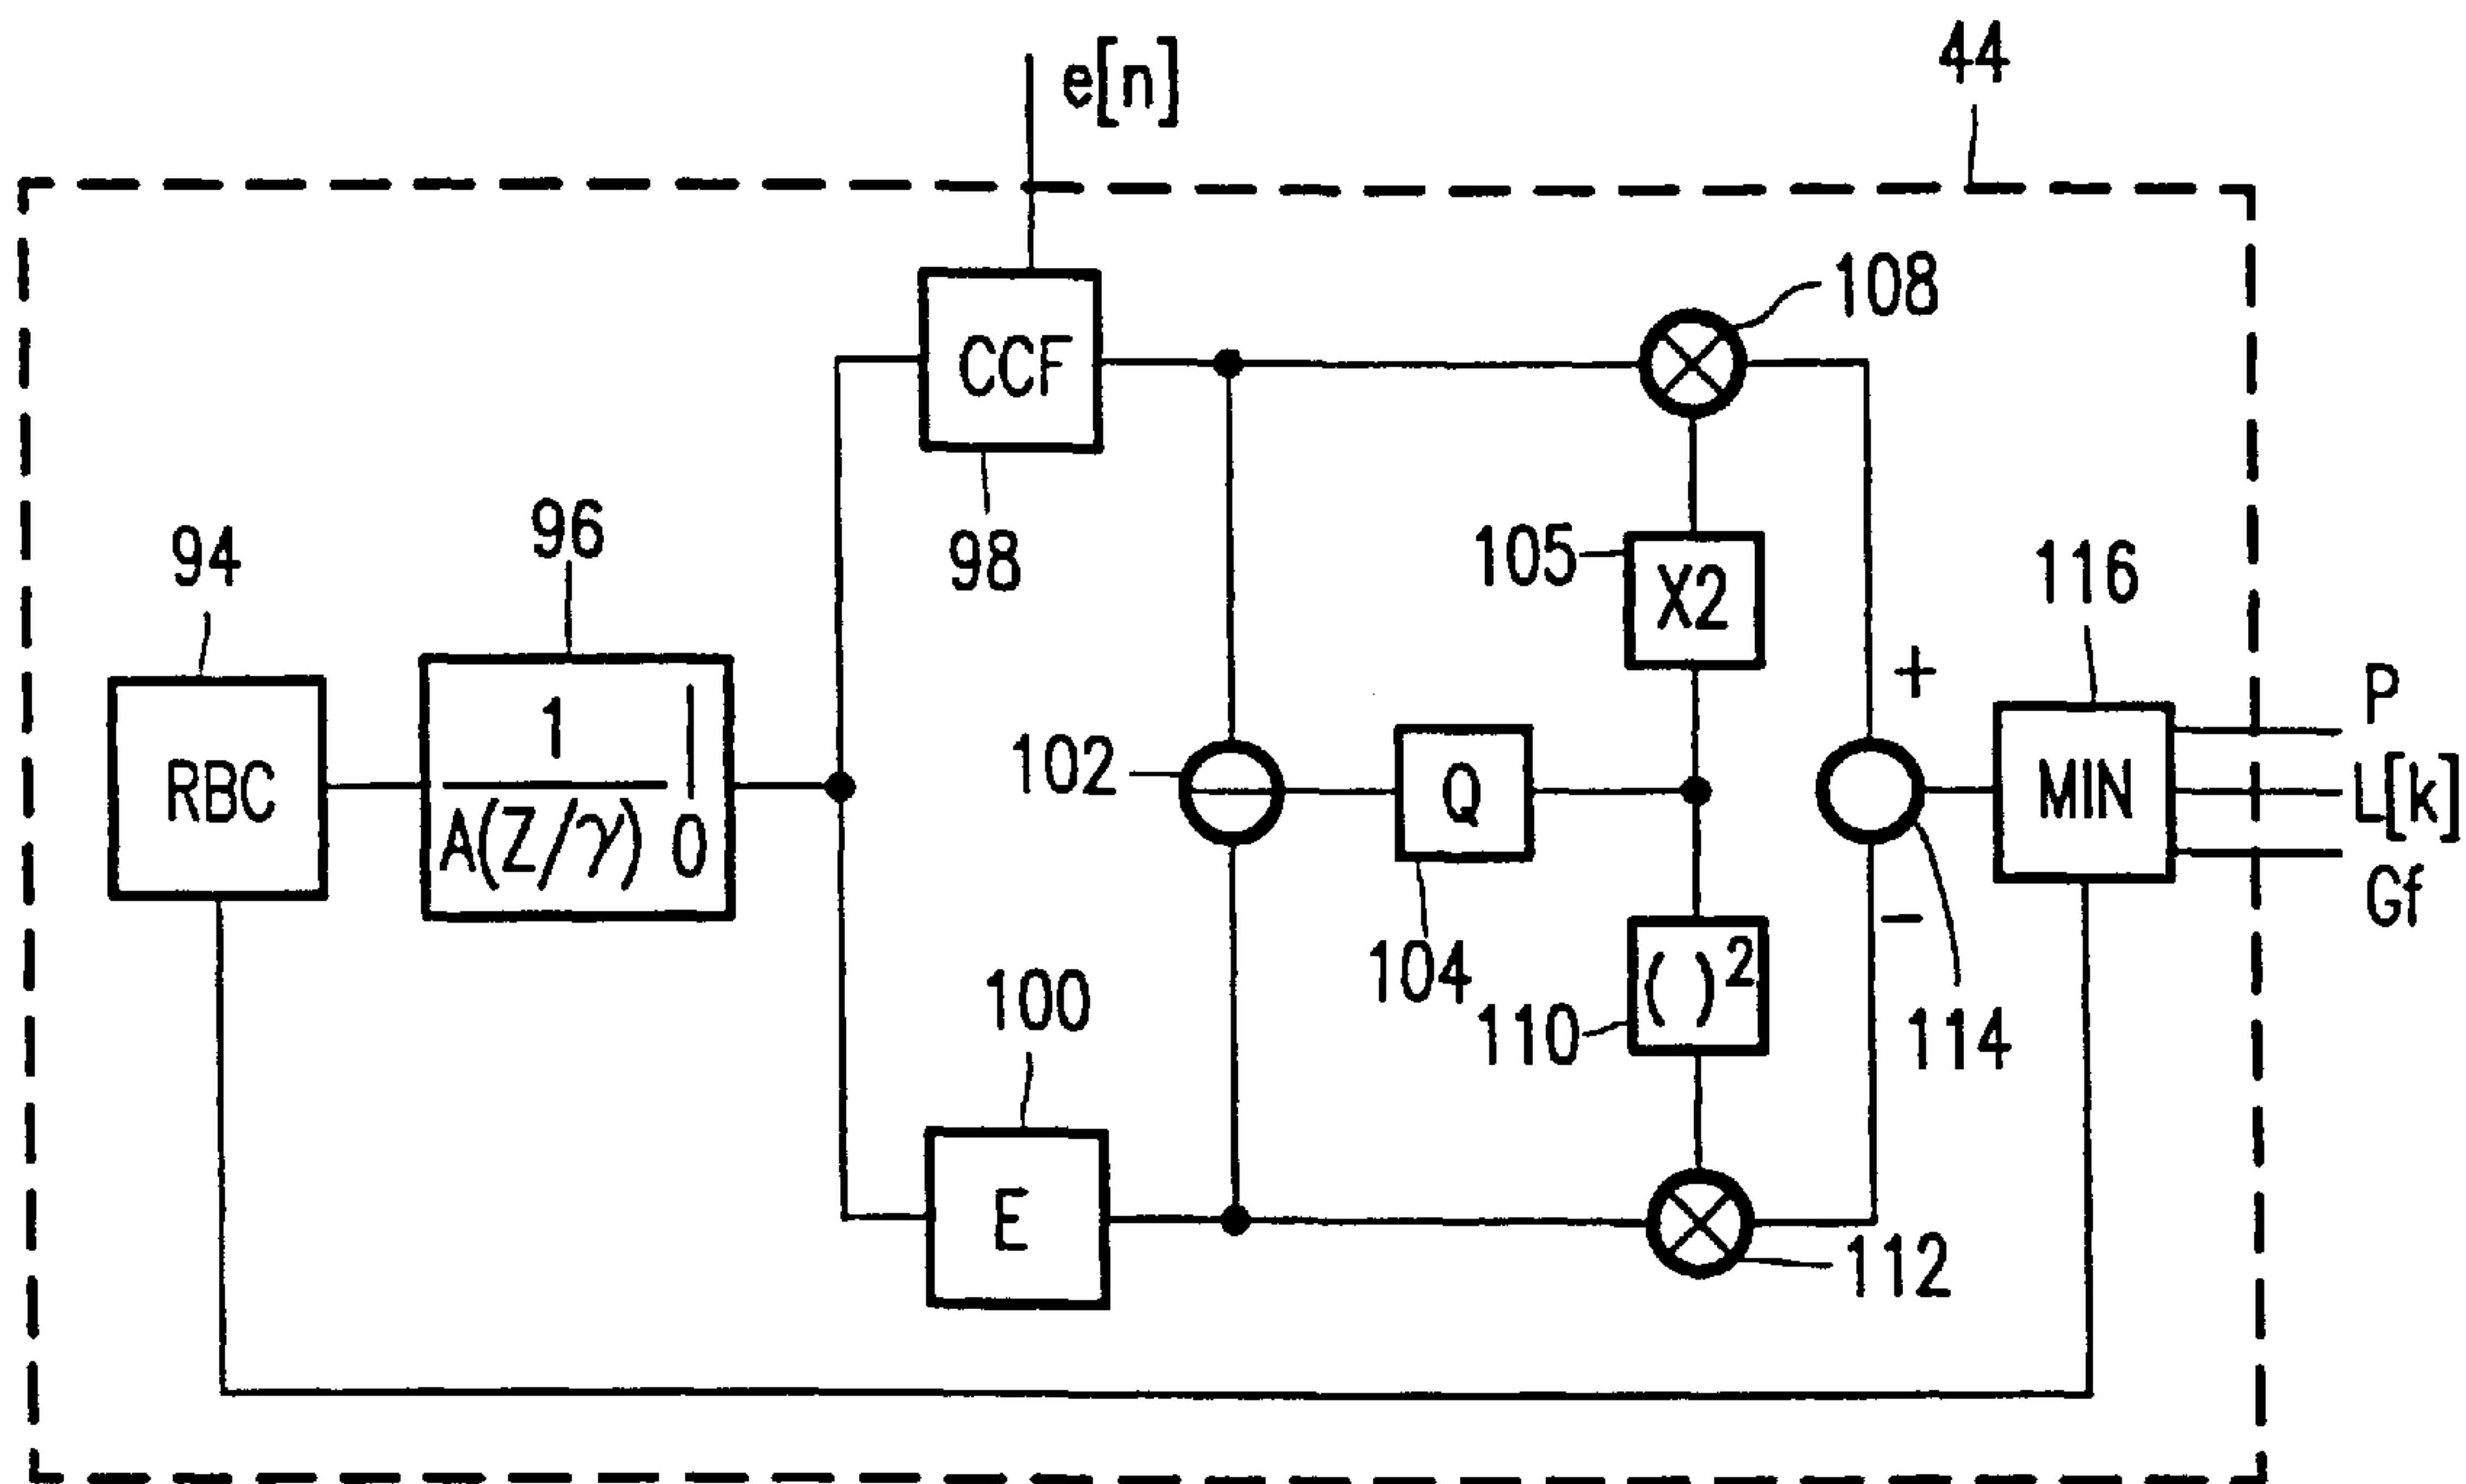 e[n]
44
108
CCF
98
105
X2
94
96
116
RBC
1
A(Z/γ) 0
102
Q
+
MIN
P
L[k]
Gf
104
−
( )2
110
114
100
E
112